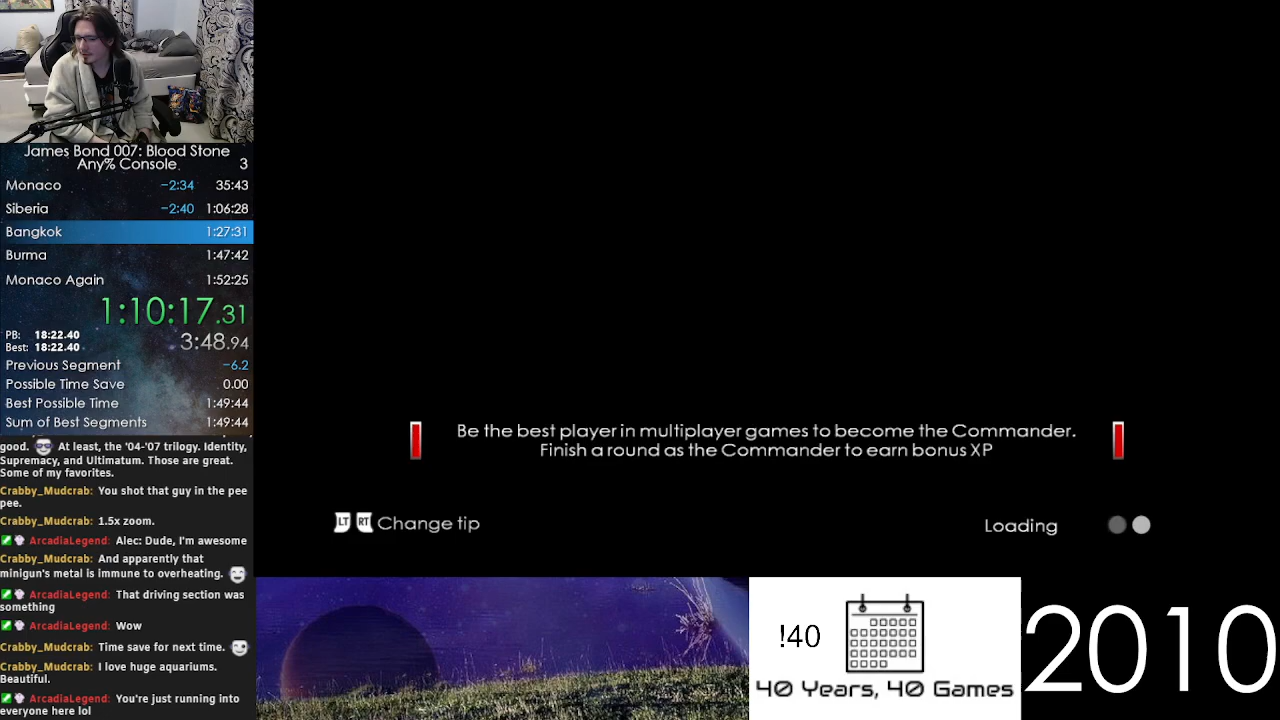 James Bond 007: Blood Stone
Any% Console 3
Monaco −2:34 35:43
Siberia −2:40 1:06:28
Bangkok 1:27:31
Burma 1:47:42
Monaco Again 1:52:25
1:10:17.31
PB: 18:22.40
Best: 18:22.40
3:48.94
Previous Segment −6.2
Possible Time Save 0.00
Best Possible Time 1:49:44
Sum of Best Segments 1:49:44
good. At least, the '04-'07 trilogy. Identity,
Supremacy, and Ultimatum. Those are great.
Some of my favorites.
Crabby_Mudcrab: You shot that guy in the pee
pee.
Crabby_Mudcrab: 1.5x zoom.
ArcadiaLegend: Alec: Dude, I'm awesome
Crabby_Mudcrab: And apparently that
minigun's metal is immune to overheating.
ArcadiaLegend: That driving section was
something
ArcadiaLegend: Wow
Crabby_Mudcrab: Time save for next time.
Crabby_Mudcrab: I love huge aquariums.
Beautiful.
ArcadiaLegend: You're just running into
everyone here lol
Be the best player in multiplayer games to become the Commander.
Finish a round as the Commander to earn bonus XP
LT RT Change tip
Loading
!40
40 Years, 40 Games
2010